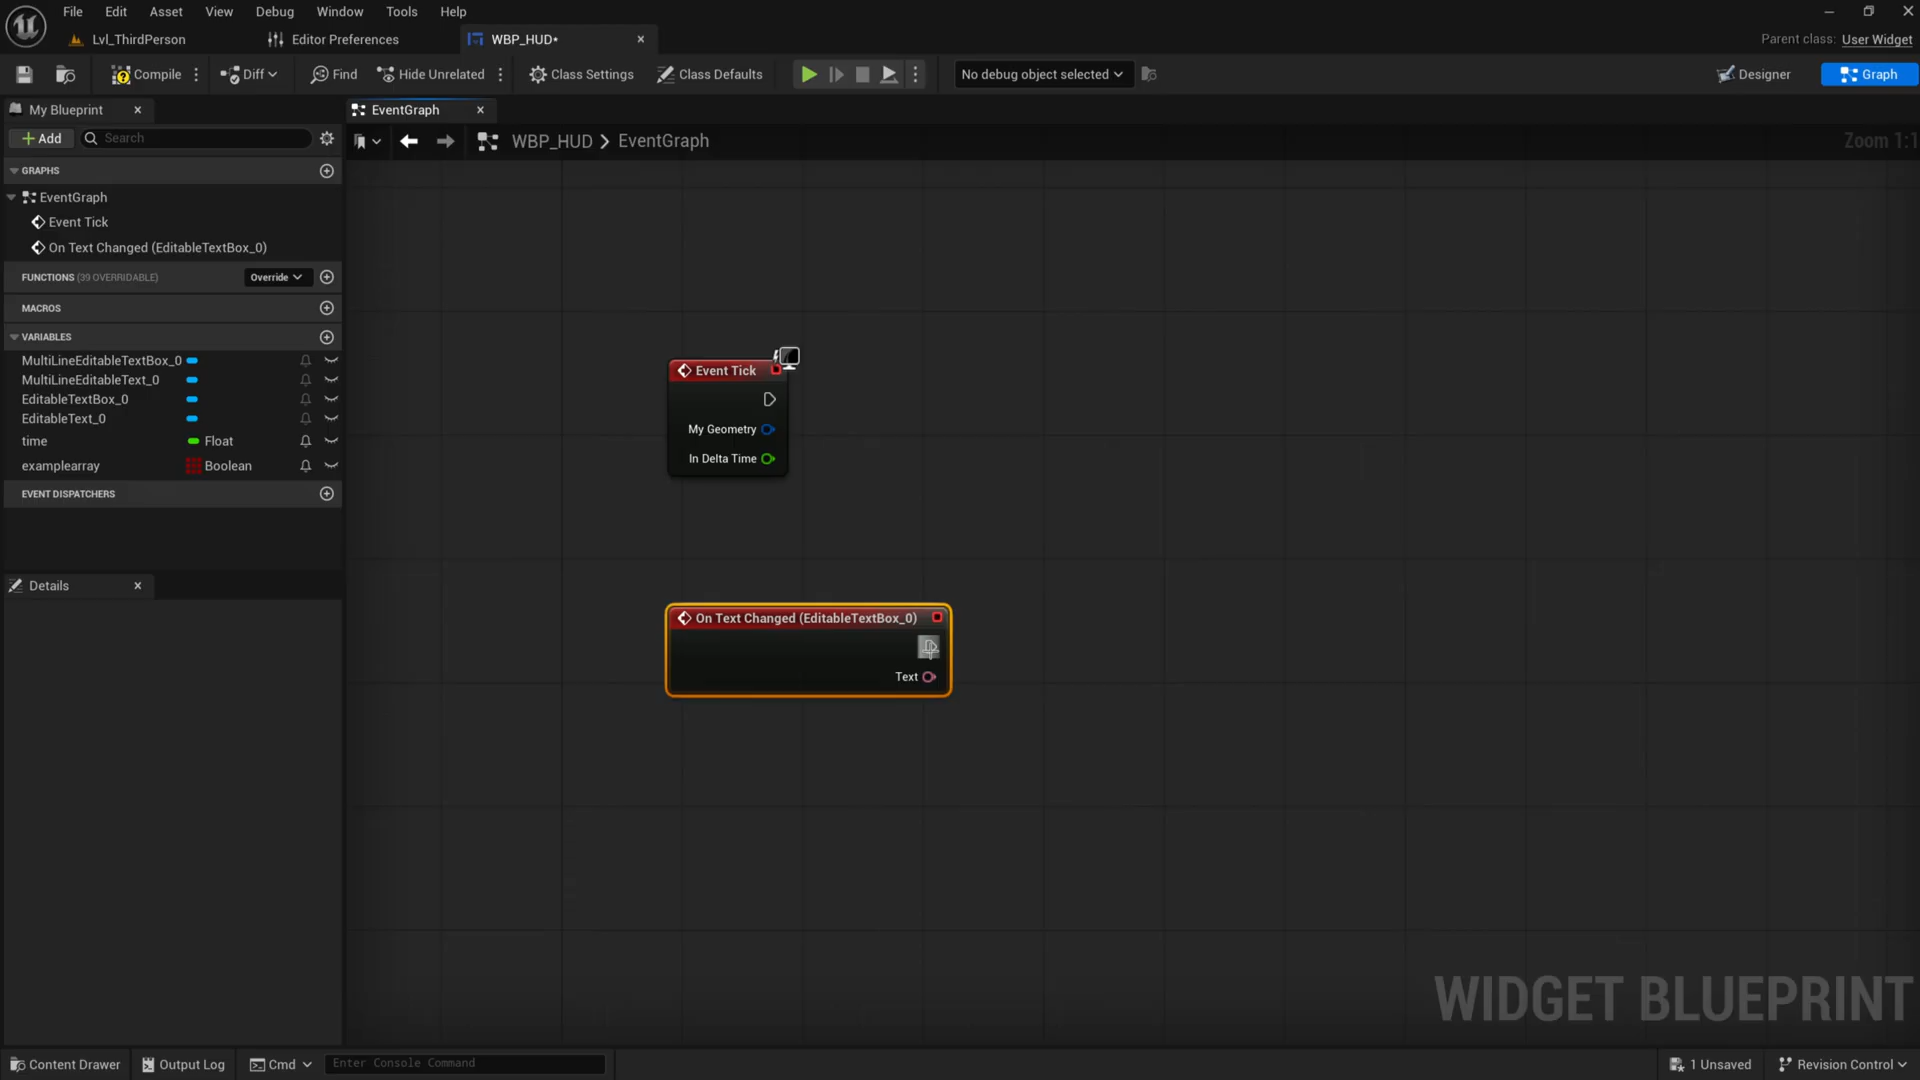 File Edit Asset View Debug Window Tools Help
Lvl_ThirdPerson Editor Preferences WBP_HUD* Parent class: User Widget
Compile Diff Find Hide Unrelated Class Settings Class Defaults No debug object selected Designer Graph
My Blueprint EventGraph
Add Search WBP_HUD > EventGraph Zoom 1:1
GRAPHS
EventGraph
Event Tick
On Text Changed (EditableTextBox_0)
FUNCTIONS (39 OVERRIDABLE) Override
MACROS
VARIABLES
MultiLineEditableTextBox_0
MultiLineEditableText_0
EditableTextBox_0
EditableText_0
time Float
examplearray Boolean
EVENT DISPATCHERS
Details
Event Tick
My Geometry
In Delta Time
On Text Changed (EditableTextBox_0)
Text
WIDGET BLUEPRINT
Content Drawer Output Log Cmd Enter Console Command 1 Unsaved Revision Control